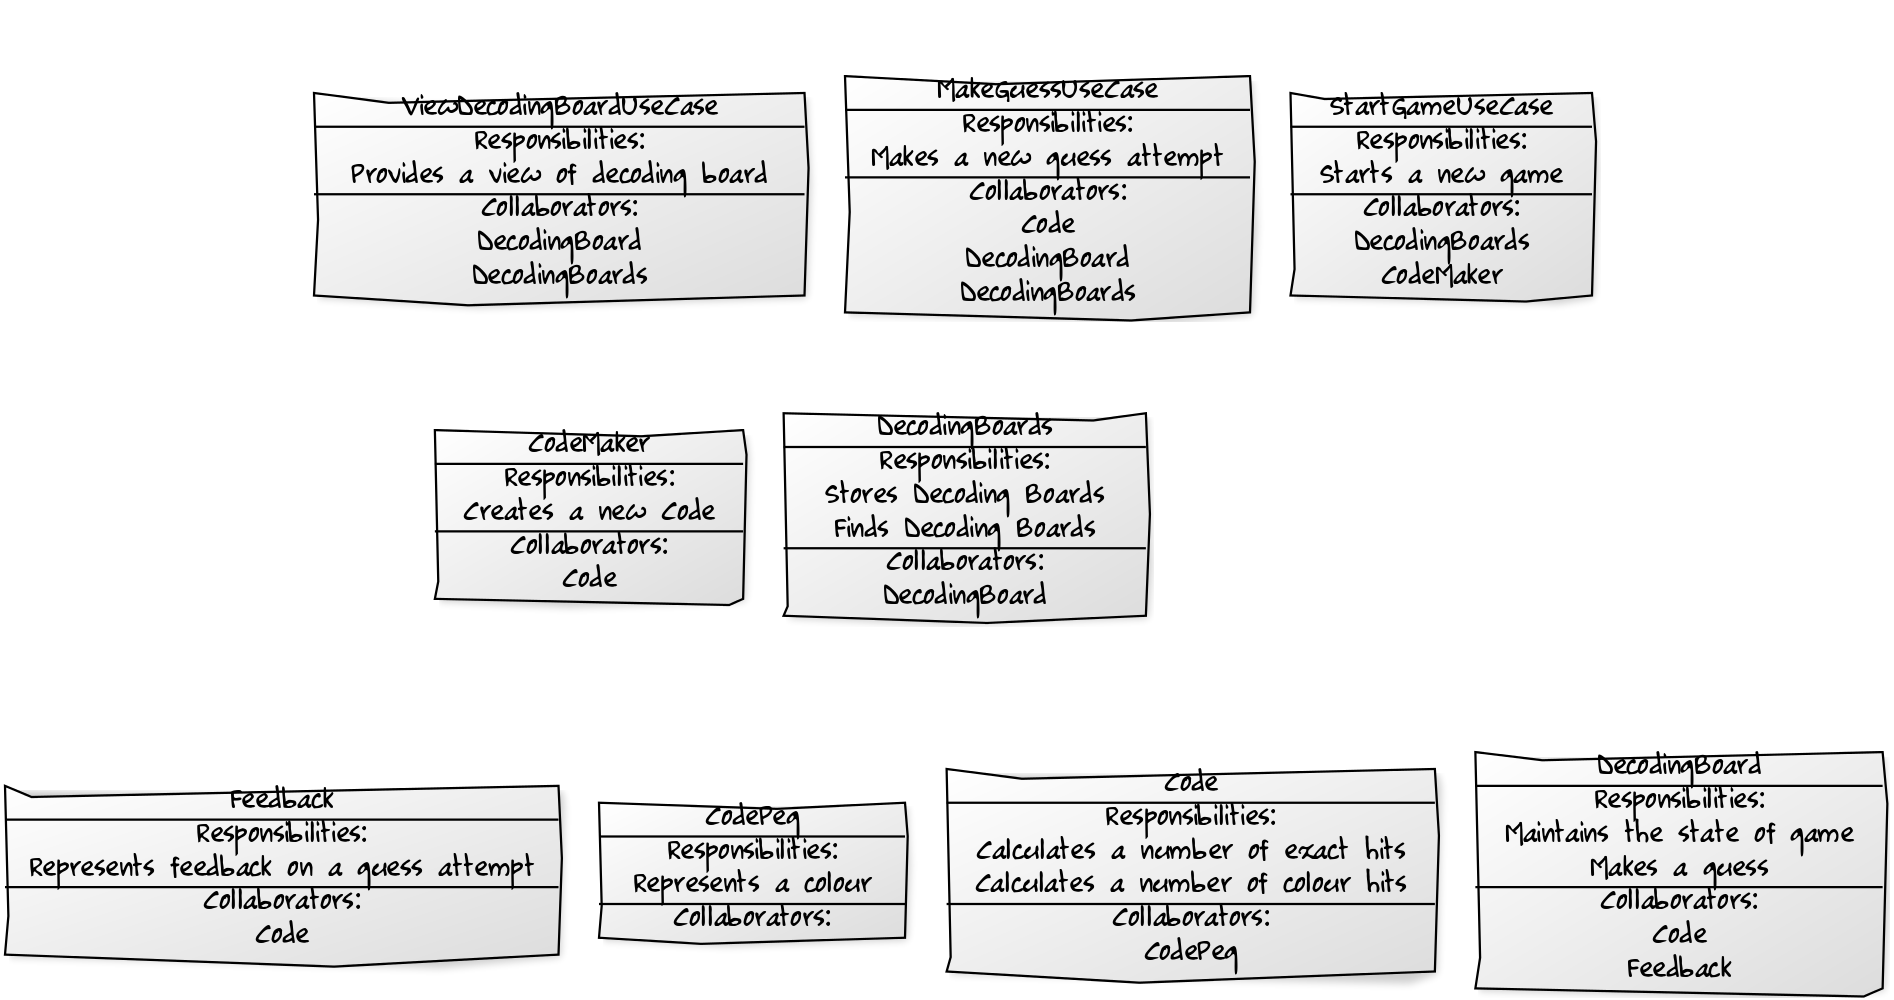 ViewDecodingBoardUseCase
Responsibilities:
Provides a view of decoding board
Collaborators:
DecodingBoard
DecodingBoards
MakeGuessUseCase
Responsibilities:
Makes a new guess attempt
Collaborators:
Code
DecodingBoard
DecodingBoards
StartGameUseCase
Responsibilities:
Starts a new game
Collaborators:
DecodingBoards
CodeMaker
CodeMaker
Responsibilities:
Creates a new Code
Collaborators:
Code
DecodingBoards
Responsibilities:
Stores Decoding Boards
Finds Decoding Boards
Collaborators:
DecodingBoard
Feedback
Responsibilities:
Represents feedback on a guess attempt
Collaborators:
Code
CodePeg
Responsibilities:
Represents a colour
Collaborators:
Code
Responsibilities:
Calculates a number of exact hits
Calculates a number of colour hits
Collaborators:
CodePeg
DecodingBoard
Responsibilities:
Maintains the state of game
Makes a guess
Collaborators:
Code
Feedback